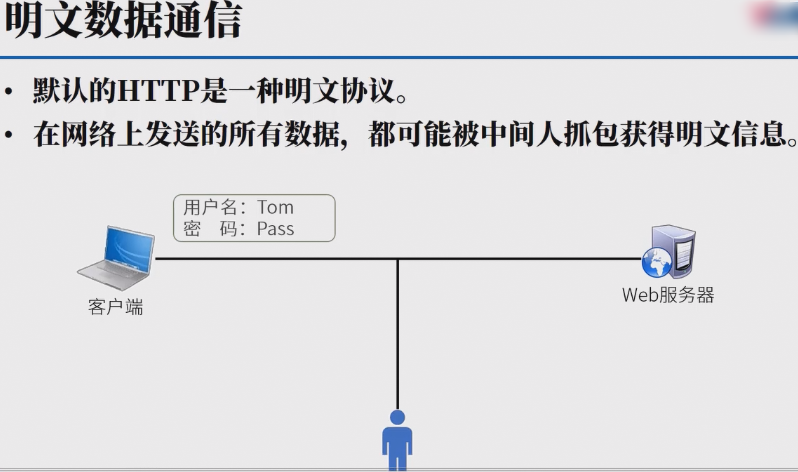 明文数据通信
• 默认的HTTP是一种明文协议。
• 在网络上发送的所有数据，都可能被中间人抓包获得明文信息。
用户名：Tom
密 码：Pass
客户端
Web服务器